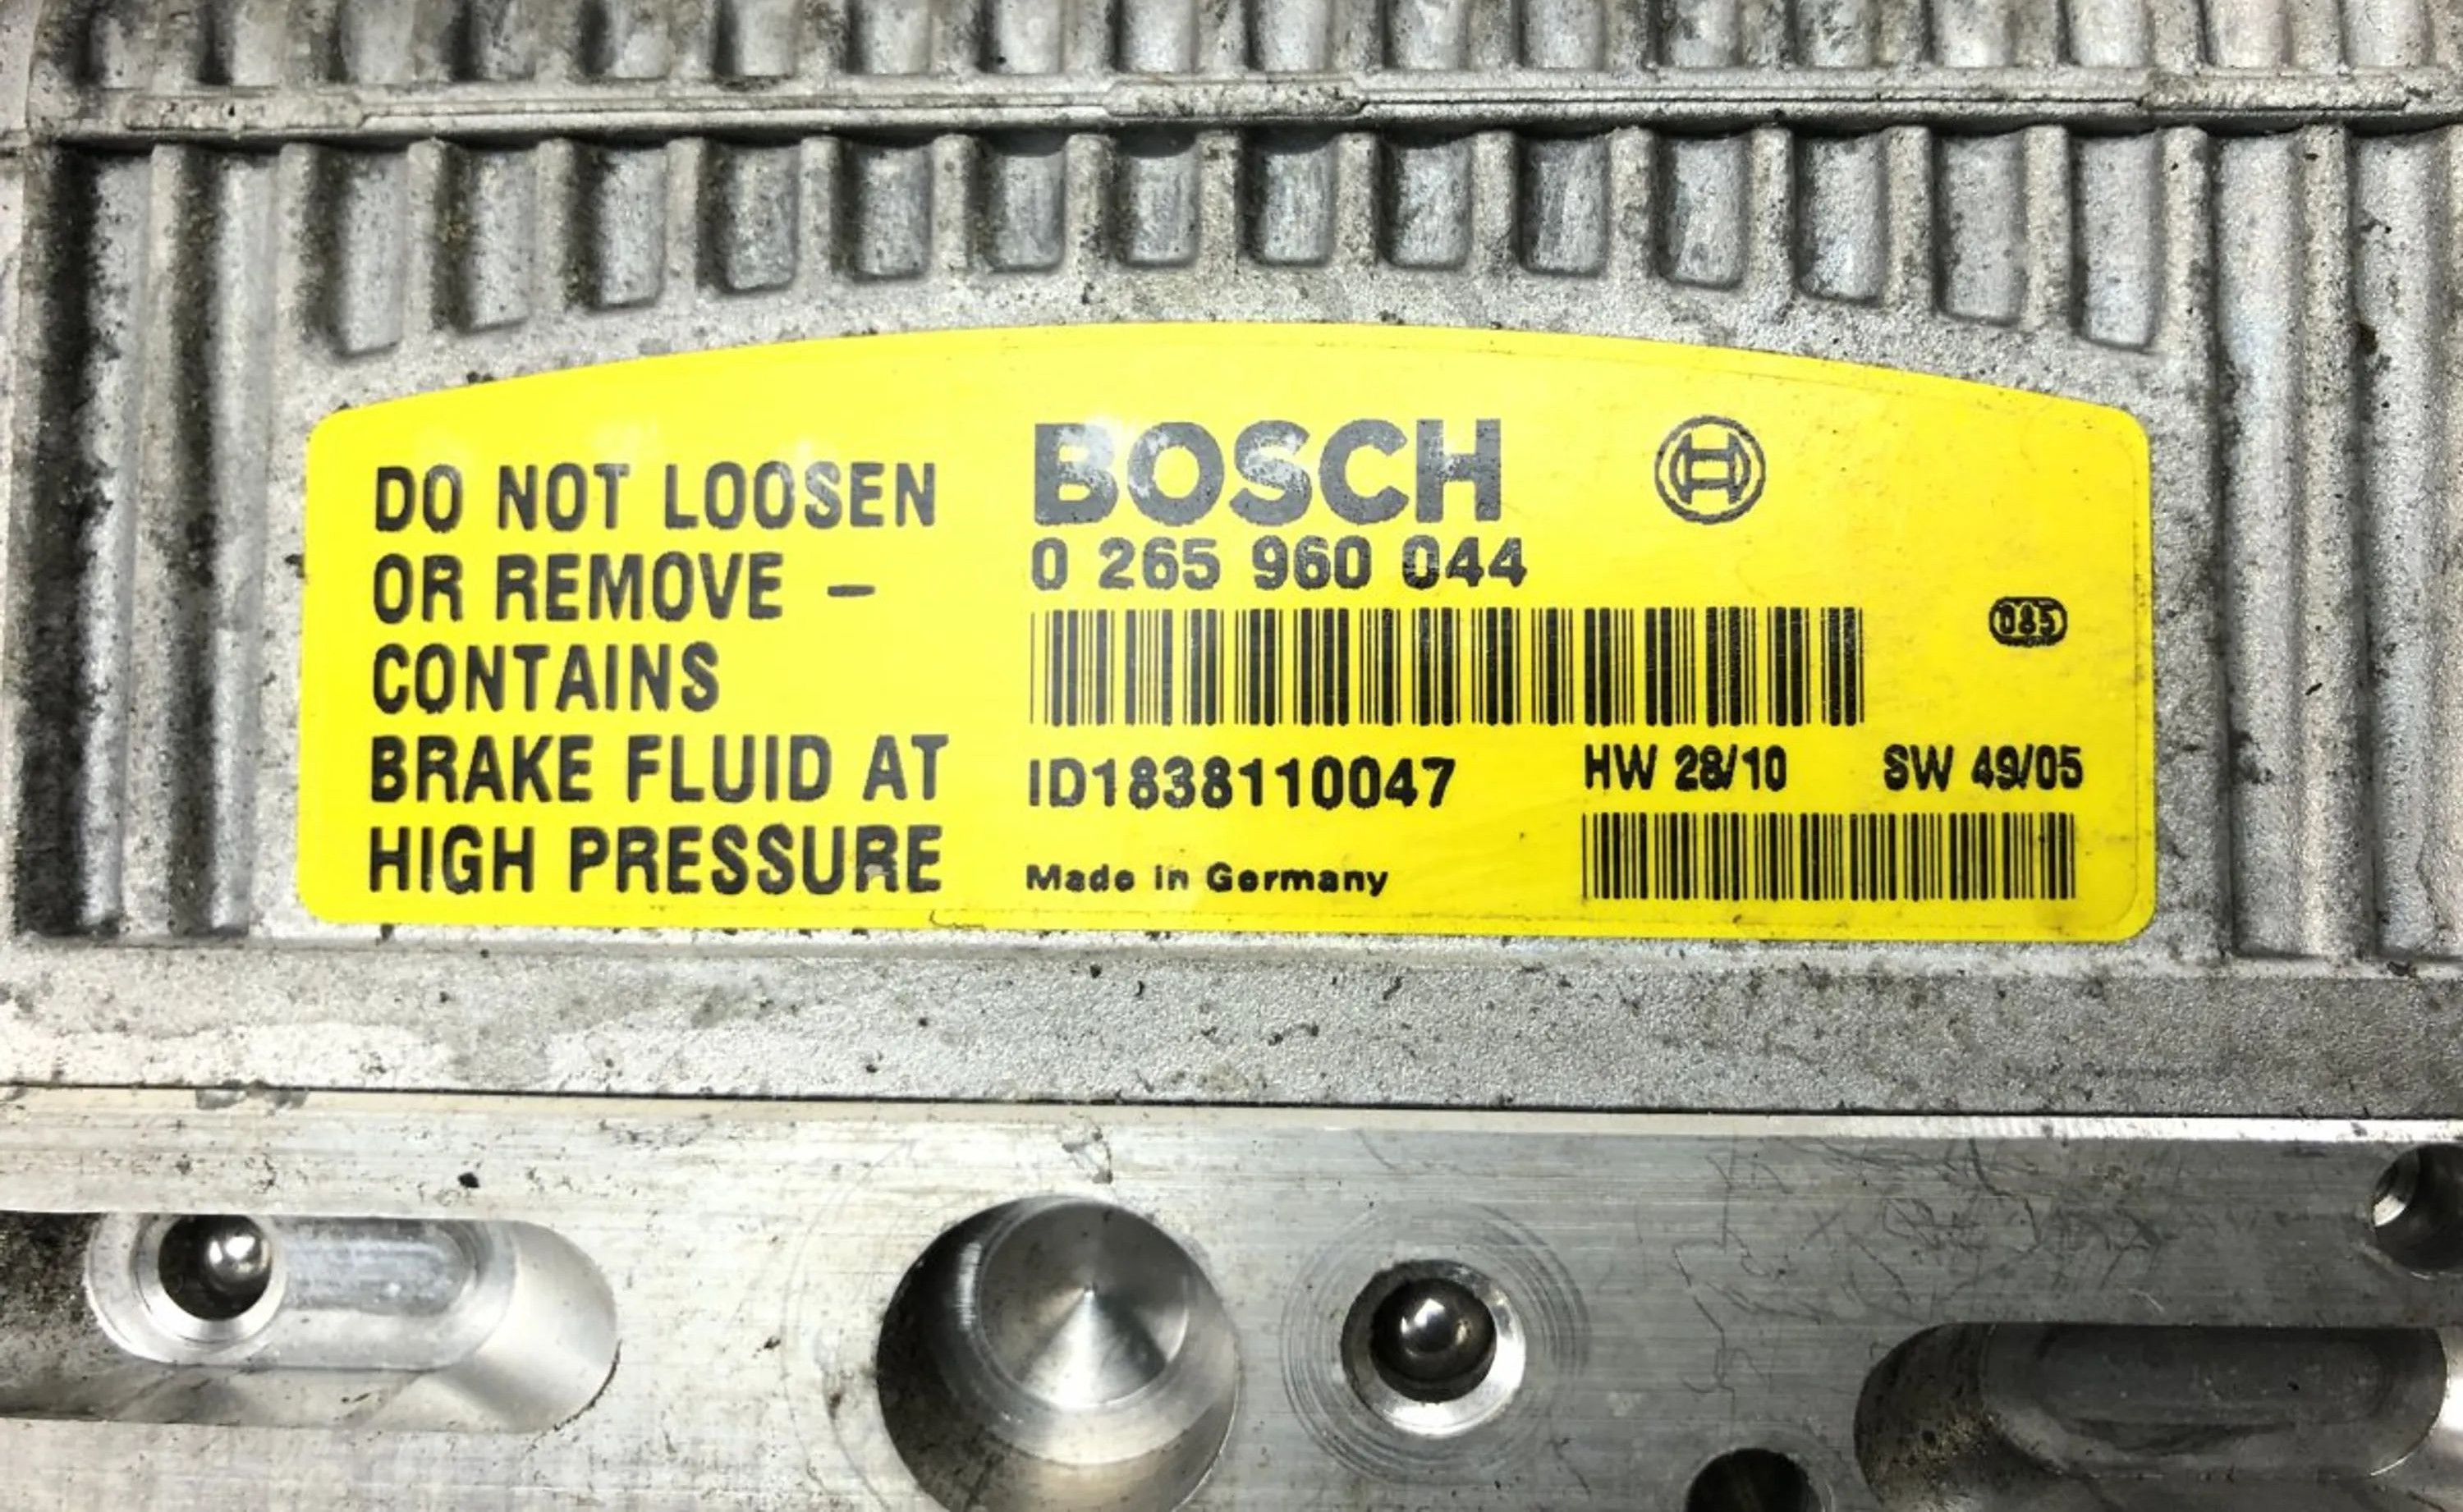 DO NOT LOOSEN
OR REMOVE –
CONTAINS
BRAKE FLUID AT
HIGH PRESSURE
BOSCH
0 265 960 044
085
ID1838110047
HW 28/10 SW 49/05
Made in Germany